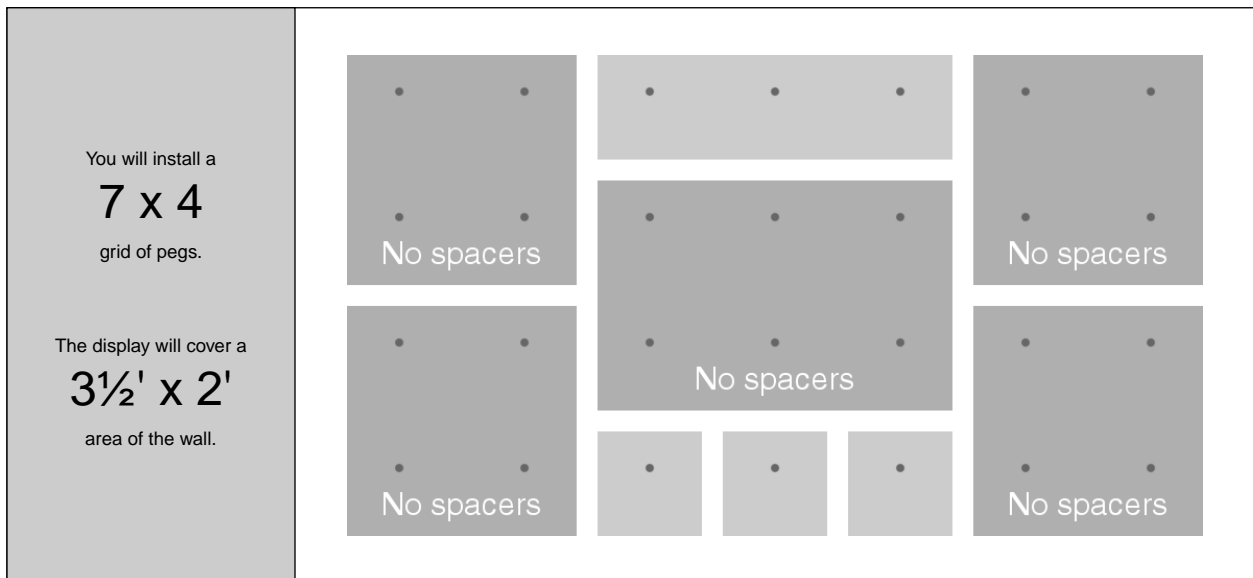 You will install a
7 x 4
grid of pegs.
The display will cover a
3½' x 2'
area of the wall.
No spacers
No spacers
No spacers
No spacers
No spacers